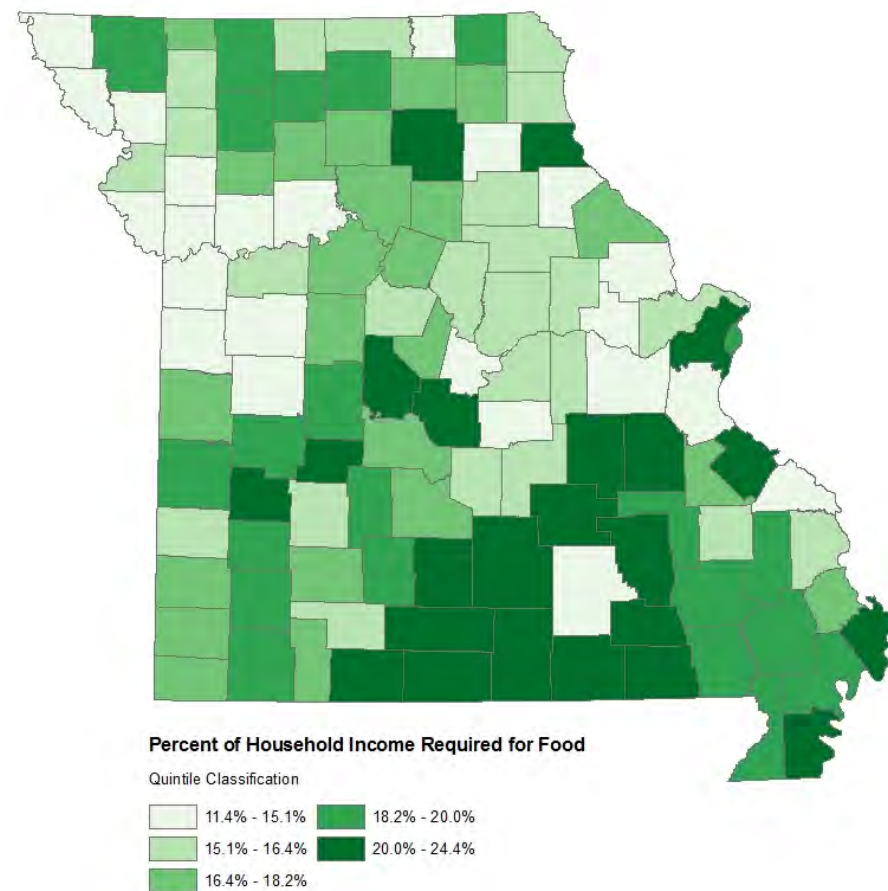 Percent of Household Income Required for Food
Quintile Classification
11.4% - 15.1%
15.1% - 16.4%
16.4% - 18.2%
18.2% - 20.0%
20.0% - 24.4%